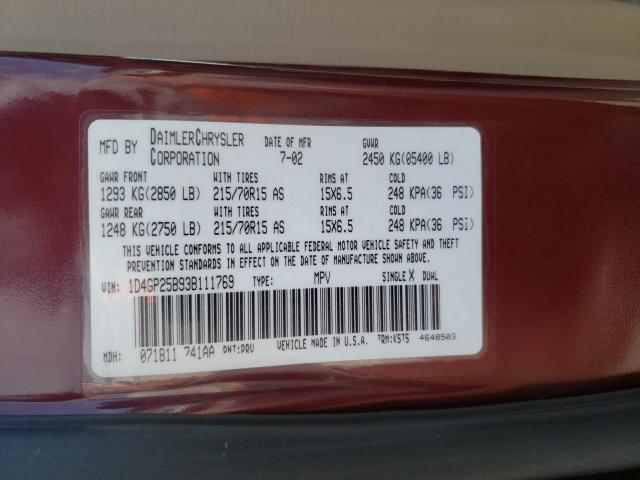 MFD BY DAIMLERCHRYSLER CORPORATION DATE OF MFR 7-02 GVWR 2450 KG(05400 LB)
GAWR FRONT WITH TIRES RIMS AT COLD
1293 KG(2850 LB) 215/70R15 AS 15X6.5 248 KPA(36 PSI)
GAWR REAR WITH TIRES RIMS AT COLD
1248 KG(2750 LB) 215/70R15 AS 15X6.5 248 KPA(36 PSI)
THIS VEHICLE CONFORMS TO ALL APPLICABLE FEDERAL MOTOR VEHICLE SAFETY AND THEFT
PREVENTION STANDARDS IN EFFECT ON THE DATE OF MANUFACTURE SHOWN ABOVE.
VIN: 1D4GP25B93B111769 TYPE: MPV SINGLE X DUAL
MDH: 071811 741AA PNT:PRV VEHICLE MADE IN U.S.A. TRM:K5T5 4648503